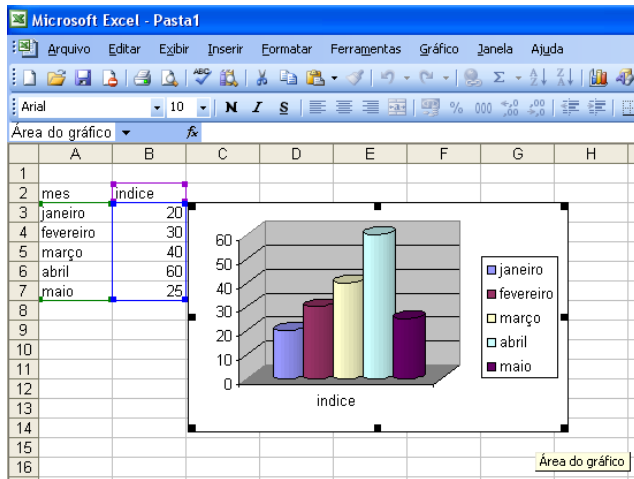 Microsoft Excel - Pasta1
Arquivo Editar Exibir Inserir Formatar Ferramentas Gráfico Janela Ajuda
ABC Σ A Z Z A
Arial 10 N I S % 000 ,00 ,00
Área do gráfico fx
A B C D E F G H
1
2 mes indice
3 janeiro 20
4 fevereiro 30
5 março 40
6 abril 60
7 maio 25
8
9
10
11
12
13
14
15
16
60
50
40
30
20
10
0
indice
janeiro
fevereiro
março
abril
maio
Área do gráfico